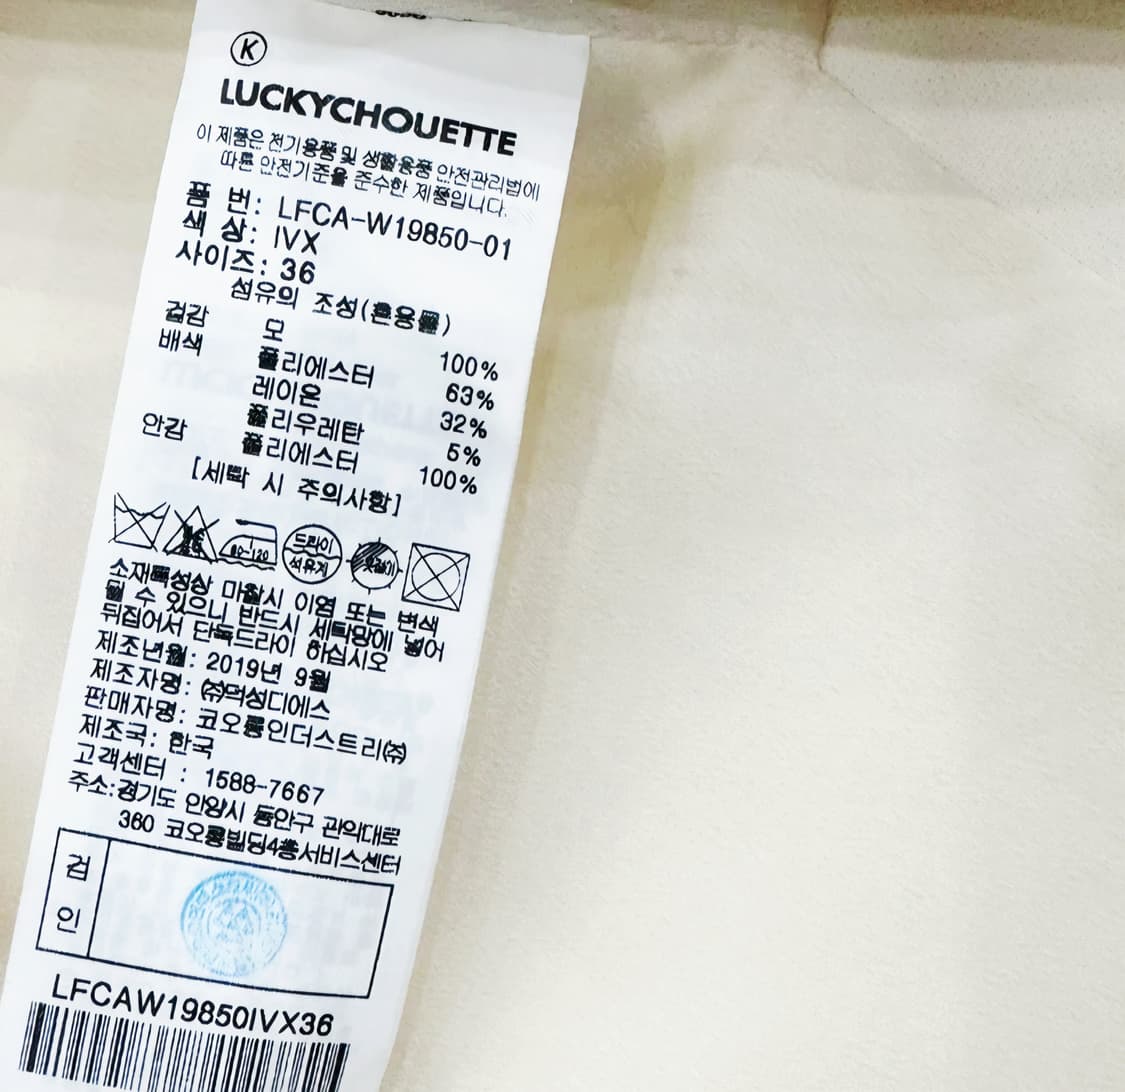 K
LUCKYCHOUETTE
이 제품은 전기용품 및 생활용품 안전관리법에
따른 안전기준을 준수한 제품입니다.
품 번: LFCA-W19850-01
색 상: IVX
사이즈: 36
섬유의 조성(혼용률)
겉감 모 100%
배색 폴리에스터 63%
레이온 32%
폴리우레탄 5%
안감 폴리에스터 100%
[세탁 시 주의사항]
80-120 드라이 석유계 옷걸이
소재특성상 마찰시 이염 또는 변색
될 수 있으니 반드시 세탁망에 넣어
뒤집어서 단독드라이 하십시오
제조년월: 2019년 9월
제조자명: ㈜덕성디에스
판매자명: 코오롱인더스트리㈜
제조국: 한국
고객센터 : 1588-7667
주소:경기도 안양시 동안구 관악대로
360 코오롱빌딩4층서비스센터
검
인
LFCAW19850IVX36